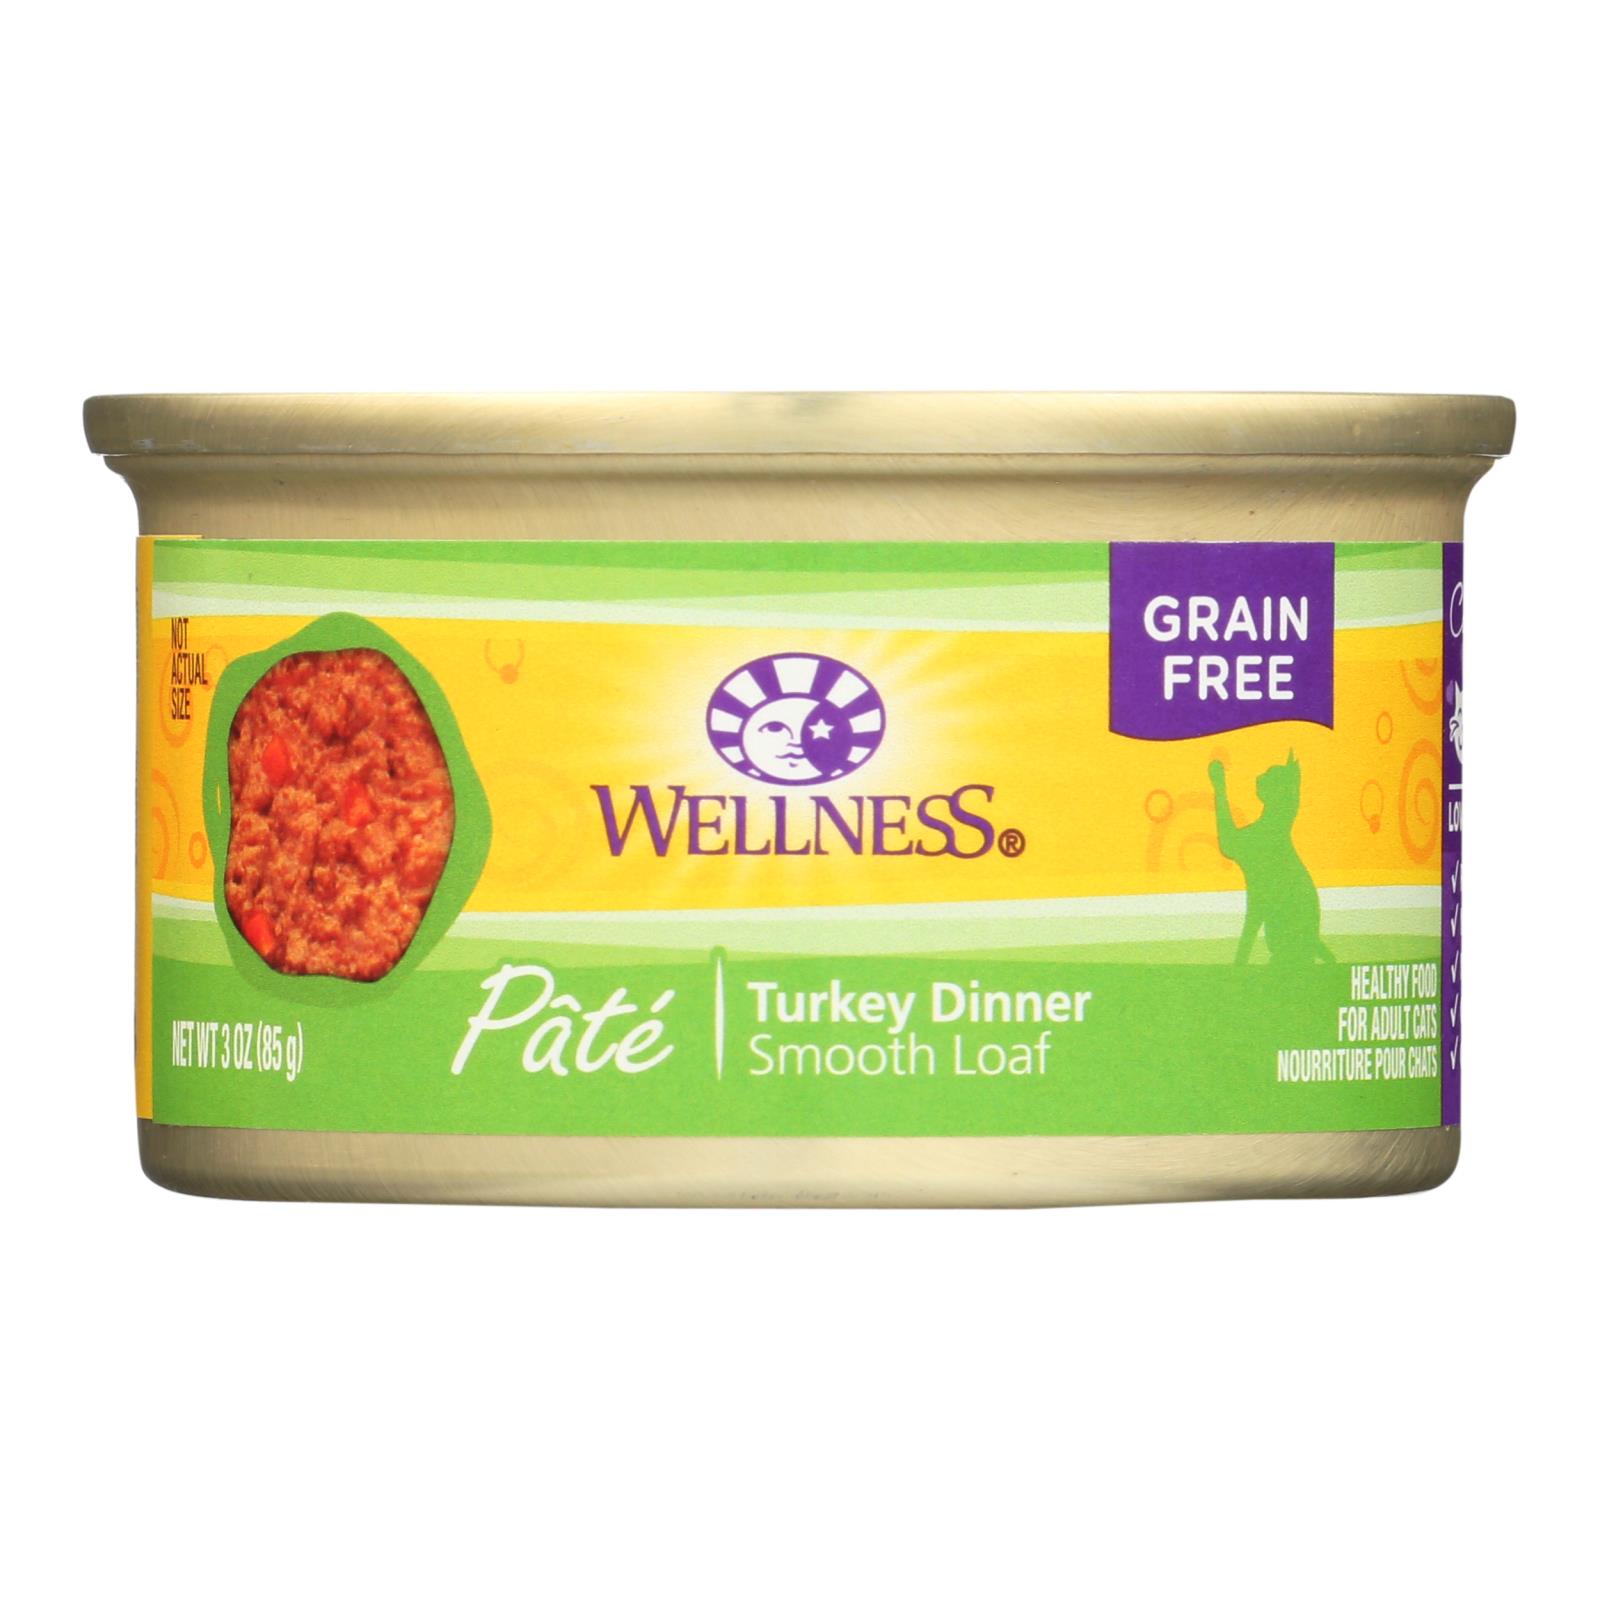 NOT
ACTUAL
SIZE
GRAIN
FREE
WELLNESS®
Pâté
Turkey Dinner
Smooth Loaf
NET WT 3 OZ (85 g)
HEALTHY FOOD
FOR ADULT CATS
NOURRITURE POUR CHATS